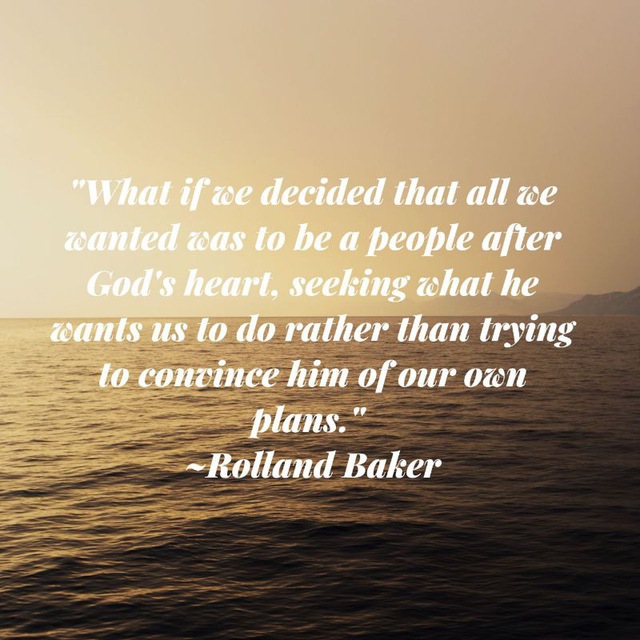 "What if we decided that all we
wanted was to be a people after
God's heart, seeking what he
wants us to do rather than trying
to convince him of our own
plans."
~Rolland Baker